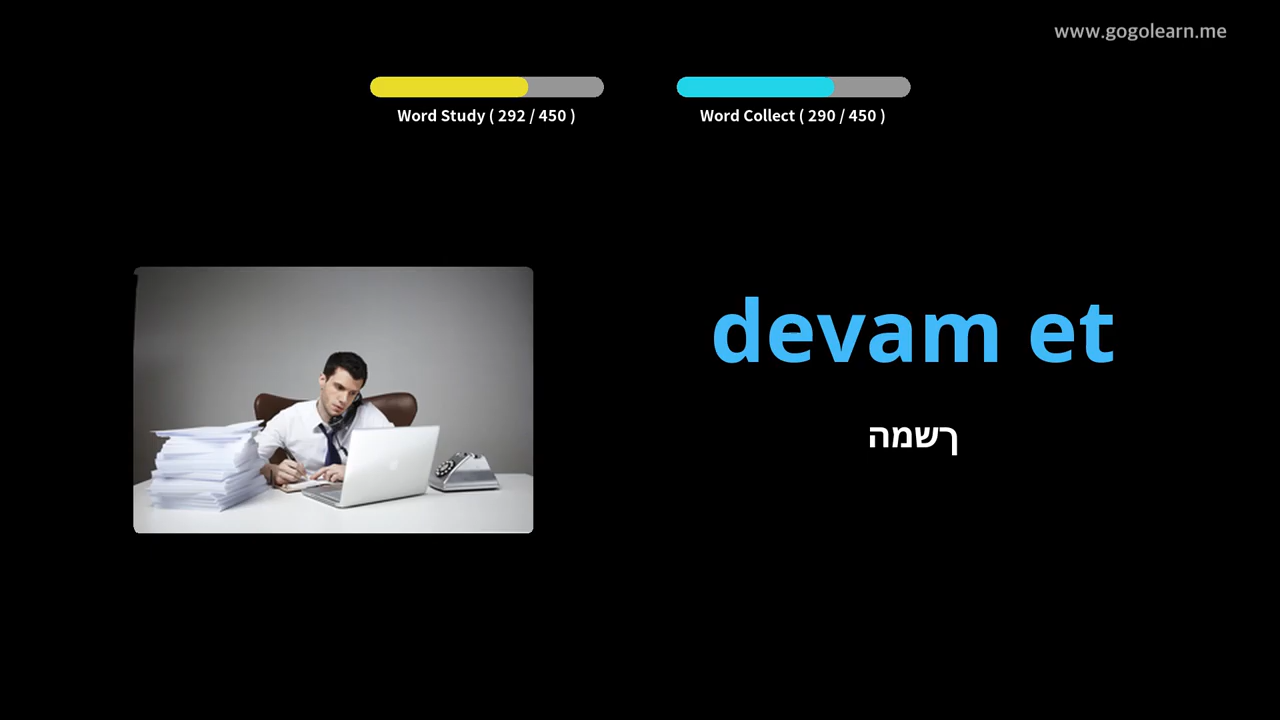 www.gogolearn.me
Word Study ( 292 / 450 )
Word Collect ( 290 / 450 )
devam et
ךשמה